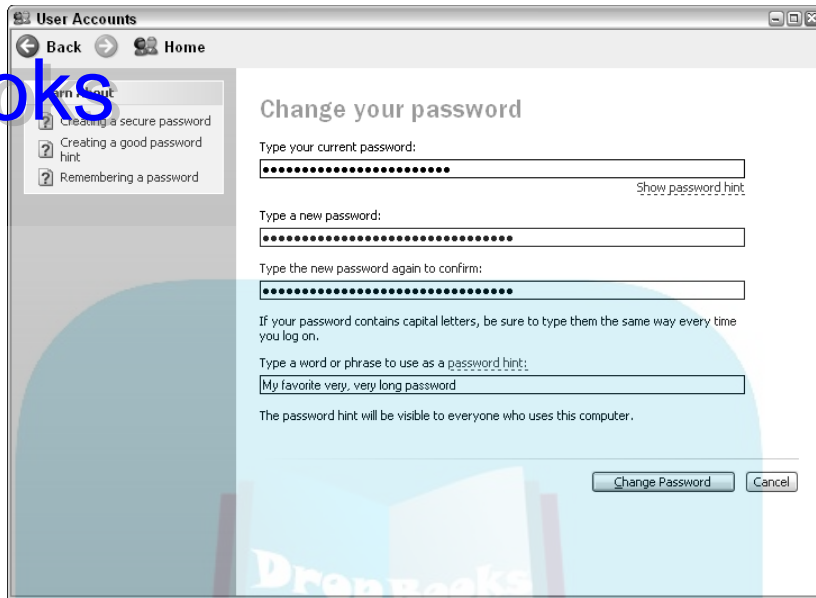 User Accounts
Back
Home
ooks
Learn About
Creating a secure password
Creating a good password
hint
Remembering a password
Change your password
Type your current password:
Show password hint
Type a new password:
Type the new password again to confirm:
If your password contains capital letters, be sure to type them the same way every time
you log on.
Type a word or phrase to use as a password hint:
My favorite very, very long password
The password hint will be visible to everyone who uses this computer.
Change Password
Cancel
DropBooks